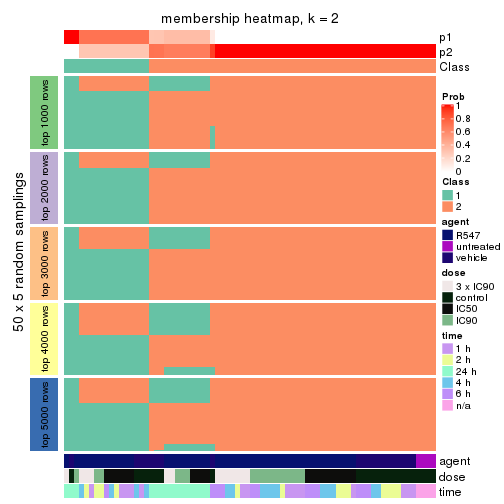 membership heatmap, k = 2
p1
p2
Class
50 x 5 random samplings
top 1000 rows
top 2000 rows
top 3000 rows
top 4000 rows
top 5000 rows
agent
dose
time
Prob
1
0.8
0.6
0.4
0.2
0
Class
1
2
agent
R547
untreated
vehicle
dose
3 x IC90
control
IC50
IC90
time
1 h
2 h
24 h
4 h
6 h
n/a